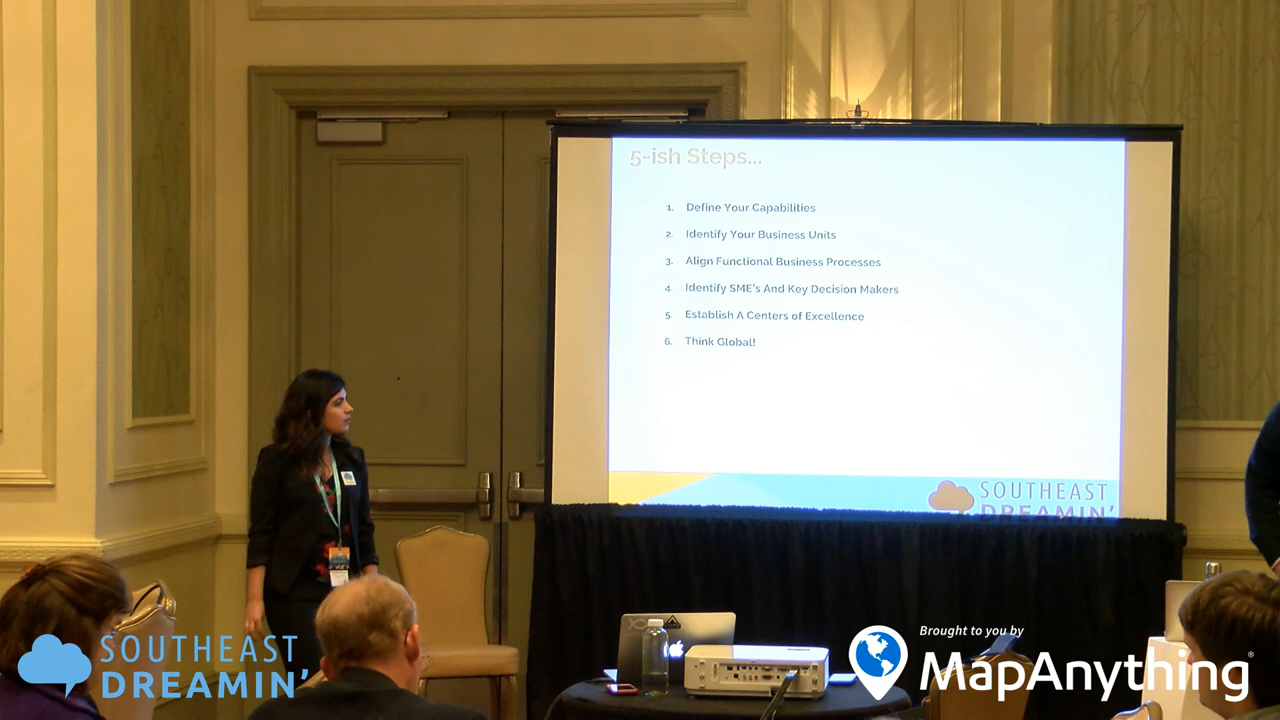 5-ish Steps...
1. Define Your Capabilities
2. Identify Your Business Units
3. Align Functional Business Processes
4. Identify SME's And Key Decision Makers
5. Establish A Centers of Excellence
6. Think Global!
SOUTHEAST
DREAMIN'
SOUTHEAST
DREAMIN'
Brought to you by
MapAnything®